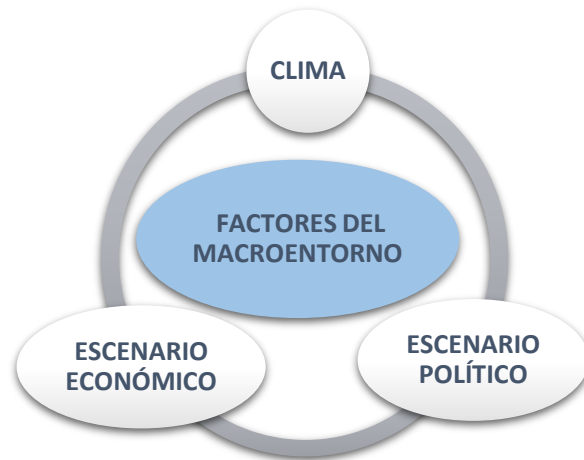 CLIMA
FACTORES DEL
MACROENTORNO
ESCENARIO
ECONÓMICO
ESCENARIO
POLÍTICO